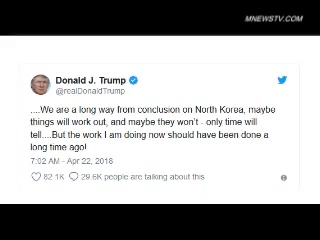 MNEWSTV.COM
Donald J. Trump
@realDonaldTrump
....We are a long way from conclusion on North Korea, maybe
things will work out, and maybe they won't - only time will
tell....But the work I am doing now should have been done a
long time ago!
7:02 AM - Apr 22, 2018
82.1K 29.6K people are talking about this